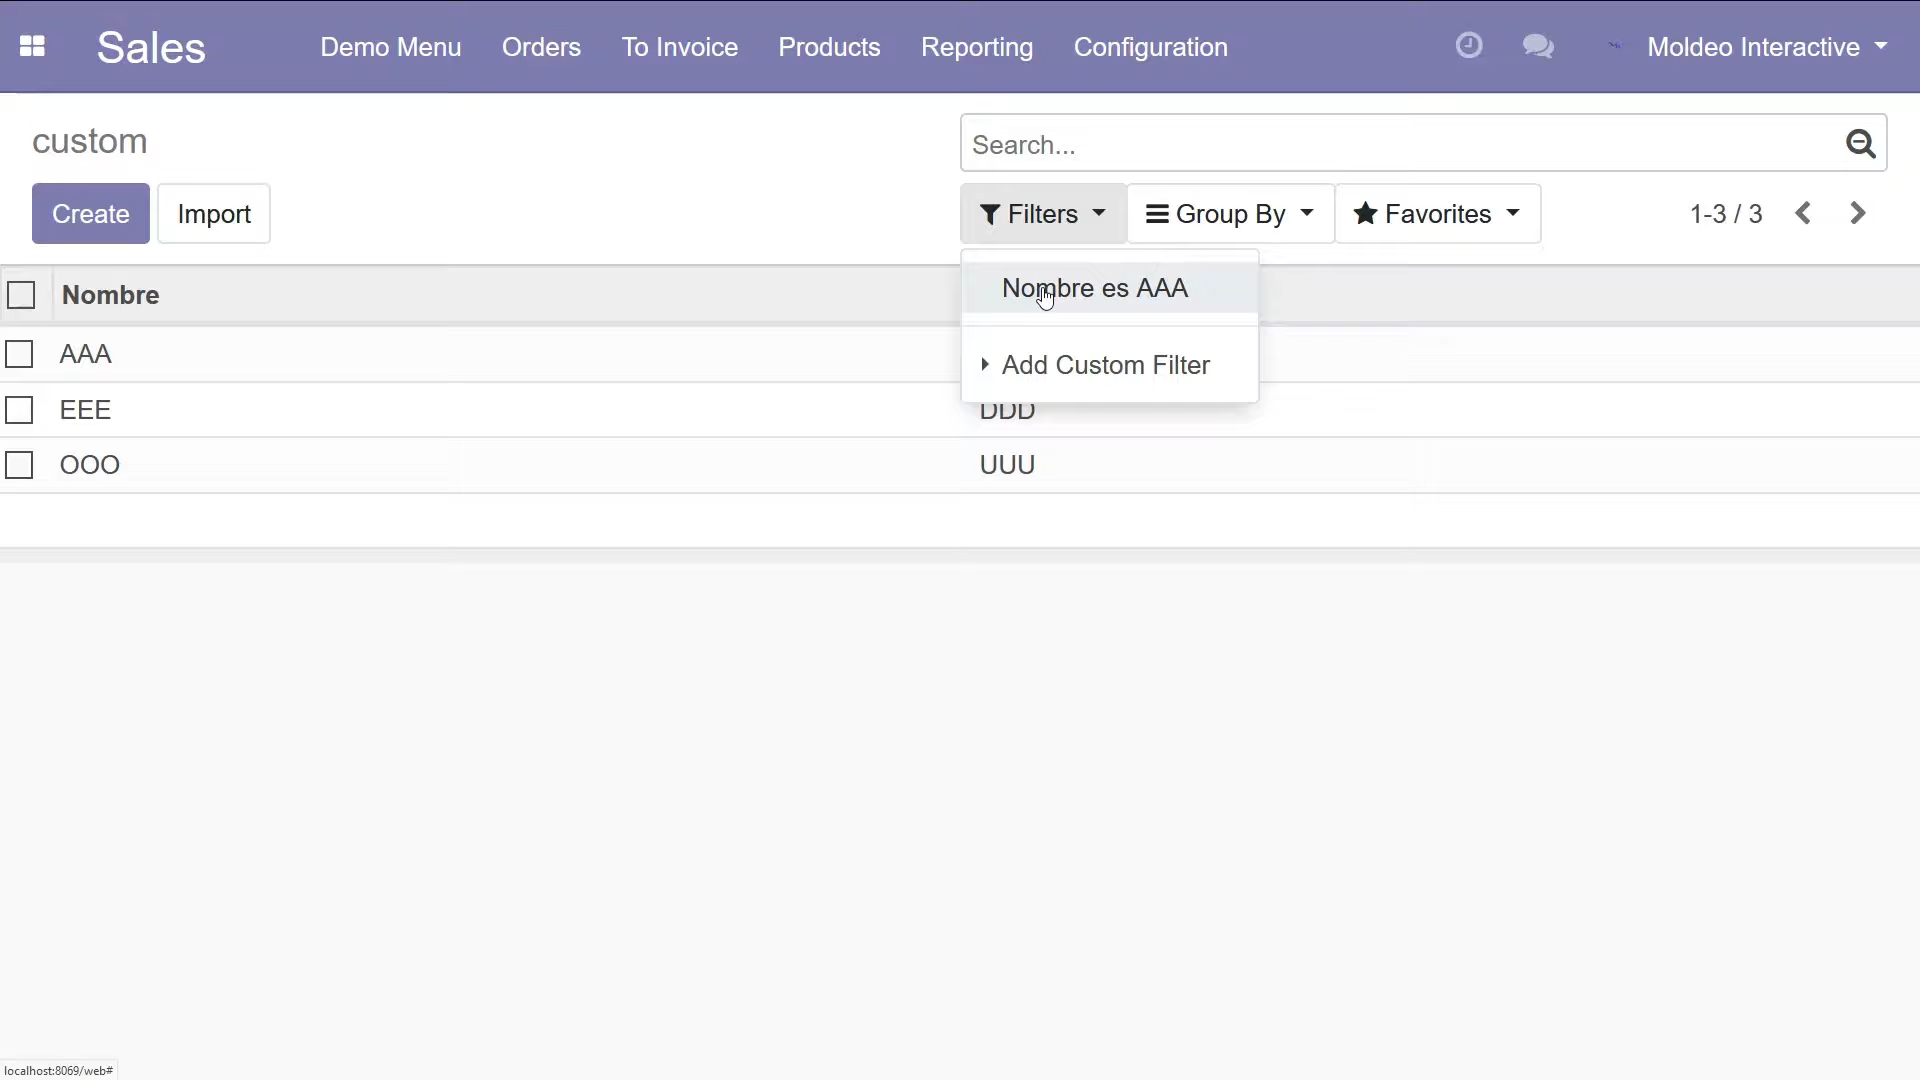 Sales Demo Menu Orders To Invoice Products Reporting Configuration Moldeo Interactive
custom
Search...
Create Import Filters Group By Favorites 1-3 / 3
Nombre
Nombre es AAA
AAA
Add Custom Filter
EEE DDD
OOO UUU
localhost:8069/web#